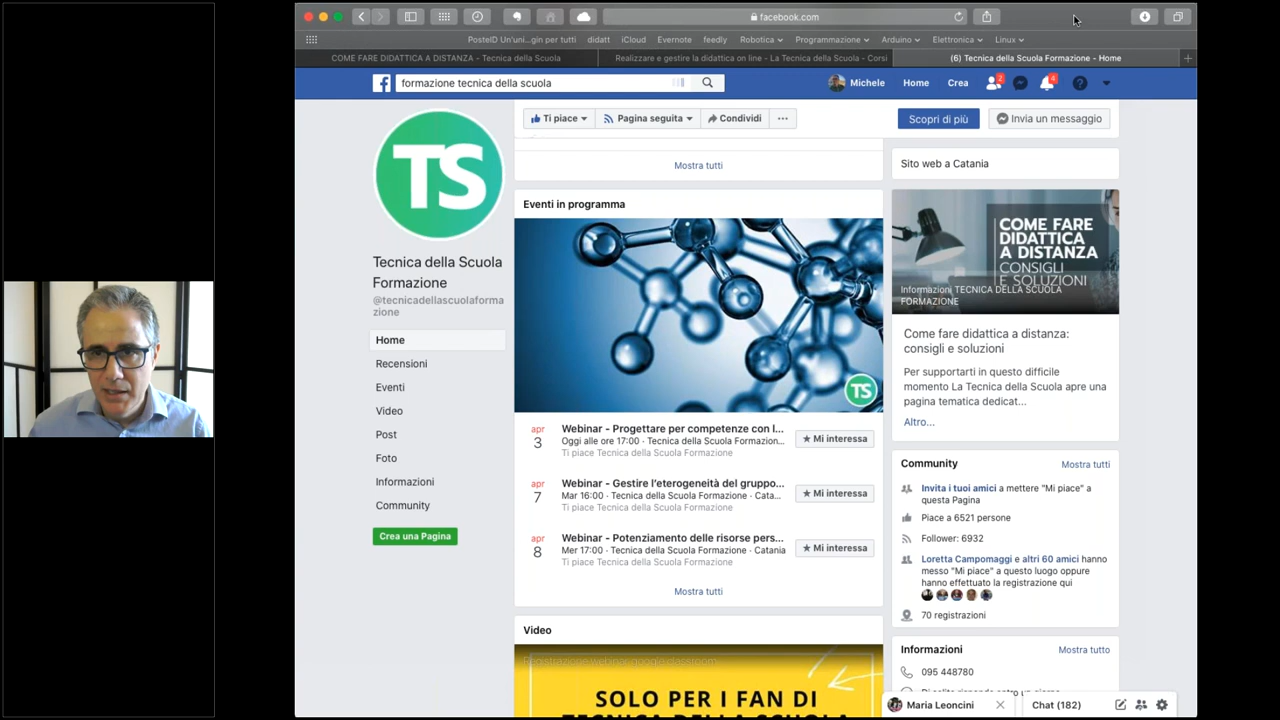 facebook.com
PosteID Un'uni...gin per tutti didatt iCloud Evernote feedly Robotica Programmazione Arduino Elettronica Linux
COME FARE DIDATTICA A DISTANZA - Tecnica della Scuola
Realizzare e gestire la didattica on line - La Tecnica della Scuola - Corsi
(6) Tecnica della Scuola Formazione - Home
formazione tecnica della scuola
Michele Home Crea 2 4
TS
Tecnica della Scuola
Formazione
@tecnicadellascuolaforma
zione
Home
Recensioni
Eventi
Video
Post
Foto
Informazioni
Community
Crea una Pagina
Ti piace Pagina seguita Condividi ...
Scopri di più Invia un messaggio
Mostra tutti
Eventi in programma
TS
apr
3
Webinar - Progettare per competenze con l...
Oggi alle ore 17:00 · Tecnica della Scuola Formazion...
Ti piace Tecnica della Scuola Formazione
Mi interessa
apr
7
Webinar - Gestire l'eterogeneità del gruppo...
Mar 16:00 · Tecnica della Scuola Formazione · Cata...
Ti piace Tecnica della Scuola Formazione
Mi interessa
apr
8
Webinar - Potenziamento delle risorse pers...
Mer 17:00 · Tecnica della Scuola Formazione · Catania
Ti piace Tecnica della Scuola Formazione
Mi interessa
Mostra tutti
Video
Registrazione webinar google classroom
SOLO PER I FAN DI
TECNICA DELLA SCUOLA
Sito web a Catania
COME FARE
DIDATTICA
A DISTANZA
CONSIGLI
E SOLUZIONI
Informazioni TECNICA DELLA SCUOLA
FORMAZIONE
Come fare didattica a distanza:
consigli e soluzioni
Per supportarti in questo difficile
momento La Tecnica della Scuola apre una
pagina tematica dedicat...
Altro...
Community Mostra tutti
Invita i tuoi amici a mettere "Mi piace" a
questa Pagina
Piace a 6521 persone
Follower: 6932
Loretta Campomaggi e altri 60 amici hanno
messo "Mi piace" a questo luogo oppure
hanno effettuato la registrazione qui
70 registrazioni
Informazioni Mostra tutto
095 448780
Maria Leoncini
Chat (182)